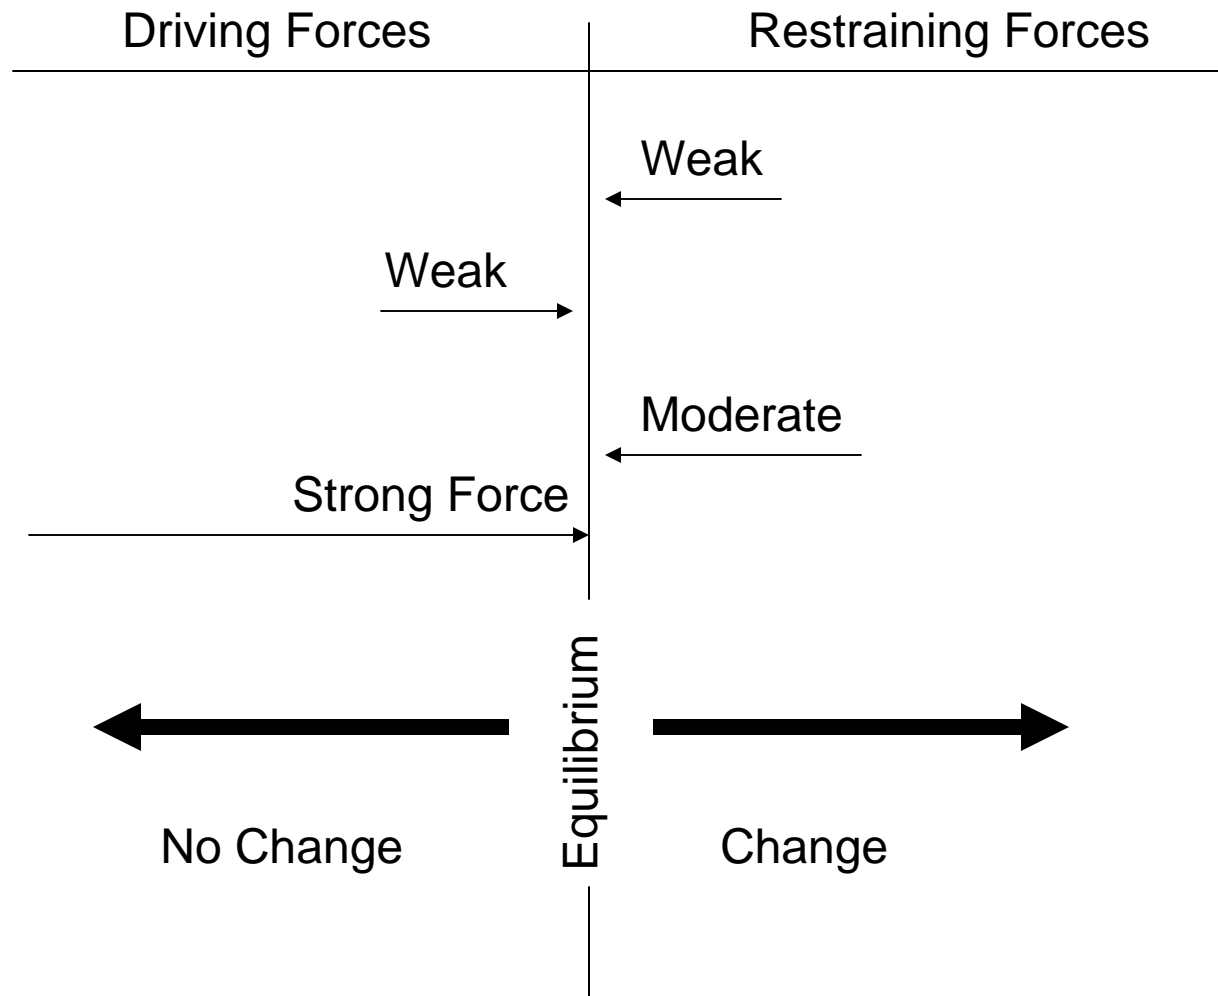 Driving Forces
Restraining Forces
Weak
Weak
Moderate
Strong Force
Equilibrium
No Change
Change